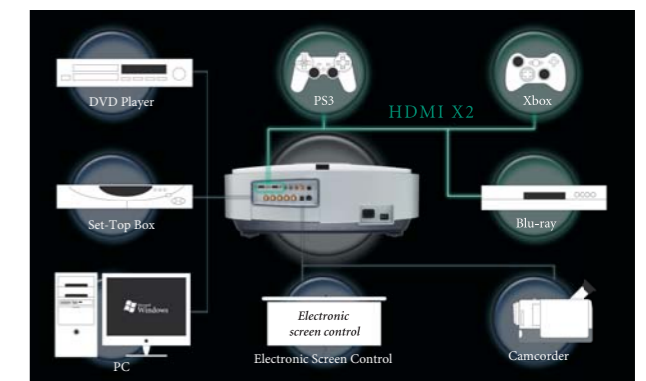 DVD Player
PS3
HDMI X2
Xbox
Set-Top Box
Blu-ray
Microsoft
Windows
PC
Electronic
screen control
Electronic Screen Control
Camcorder